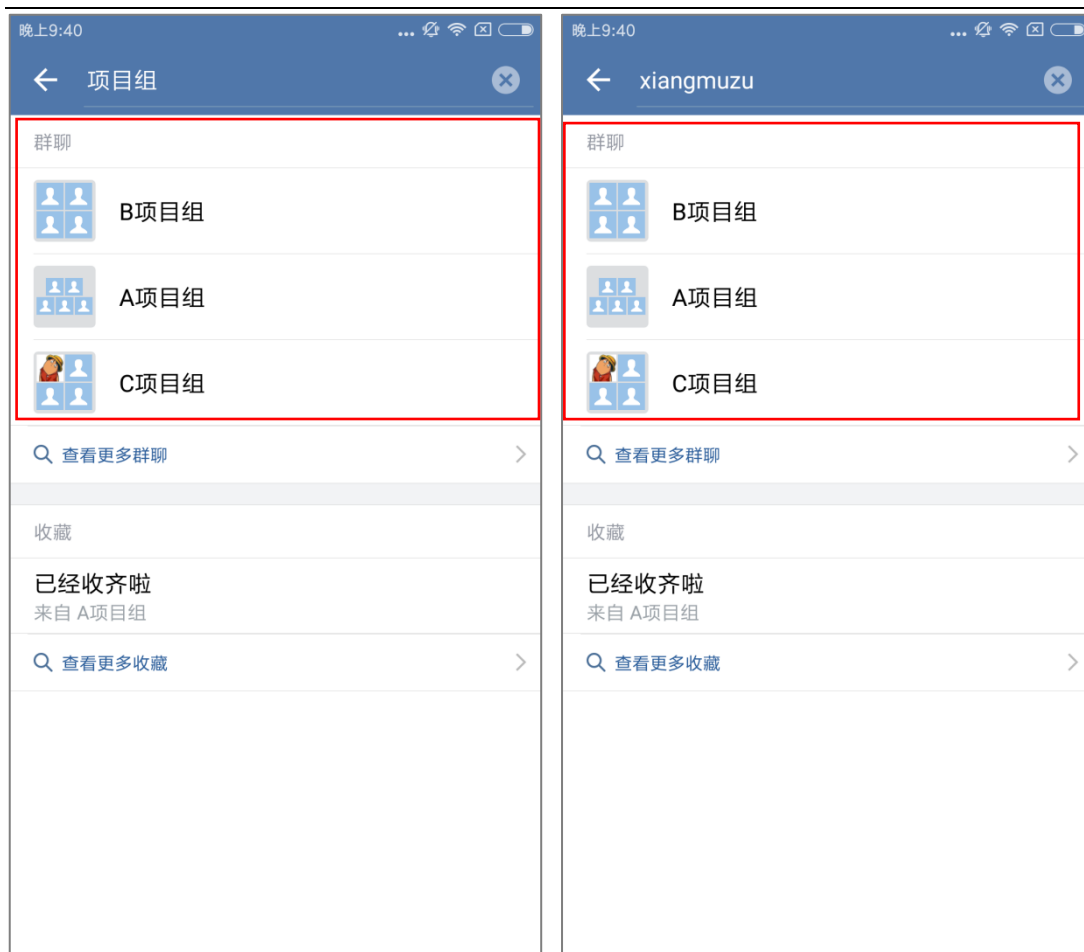 晚上9:40
项目组
群聊
B项目组
A项目组
C项目组
查看更多群聊
收藏
已经收齐啦
来自 A项目组
查看更多收藏
晚上9:40
xiangmuzu
群聊
B项目组
A项目组
C项目组
查看更多群聊
收藏
已经收齐啦
来自 A项目组
查看更多收藏